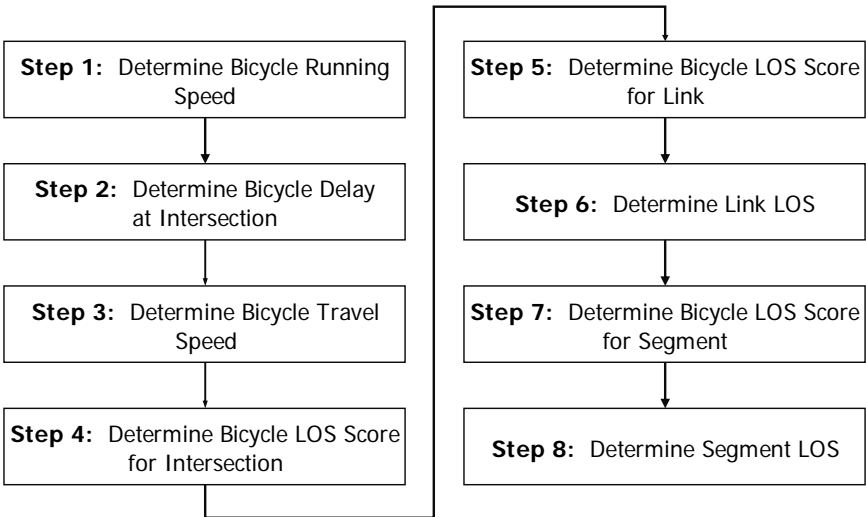 Step 1: Determine Bicycle Running
Speed
Step 2: Determine Bicycle Delay
at Intersection
Step 3: Determine Bicycle Travel
Speed
Step 4: Determine Bicycle LOS Score
for Intersection
Step 5: Determine Bicycle LOS Score
for Link
Step 6: Determine Link LOS
Step 7: Determine Bicycle LOS Score
for Segment
Step 8: Determine Segment LOS